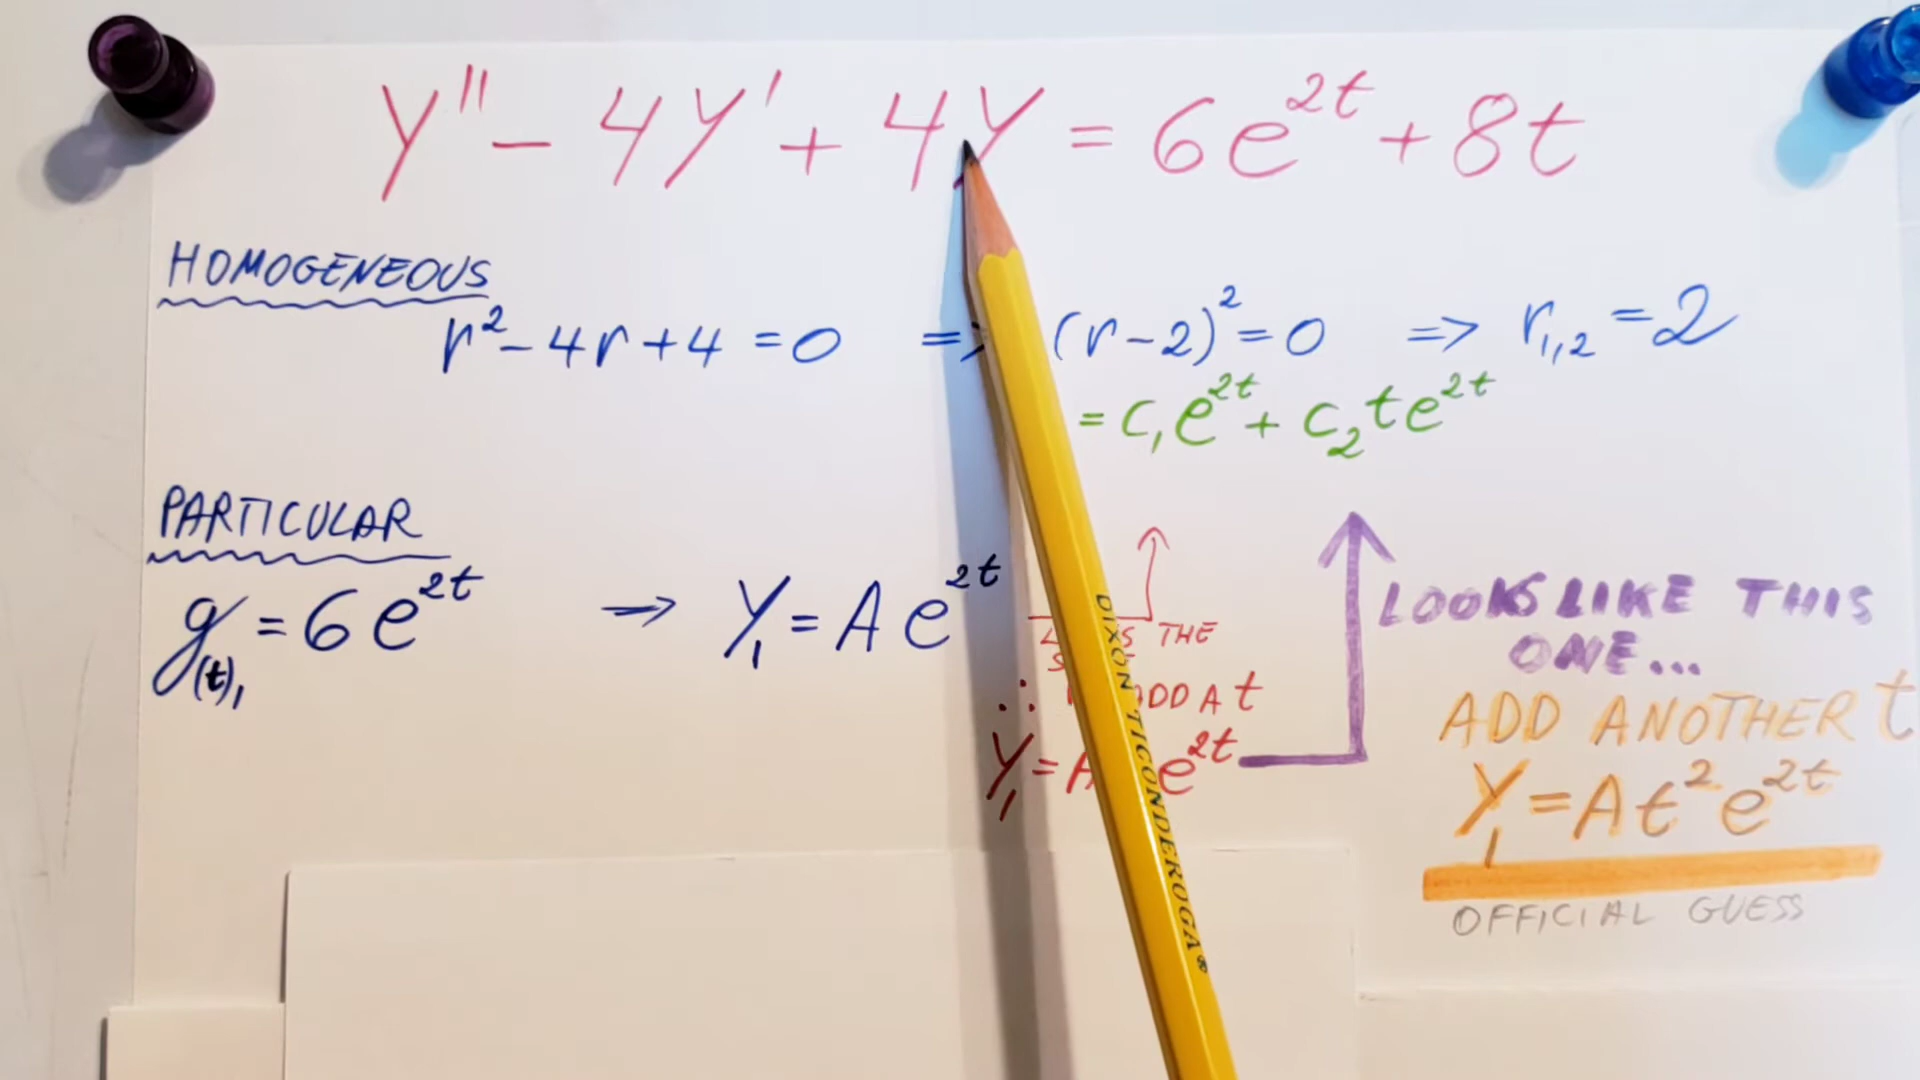 y'' - 4y' + 4y = 6e^{2t} + 8t
HOMOGENEOUS
r² - 4r + 4 = 0 => (r - 2)² = 0 => r₁,₂ = 2
= c₁e^{2t} + c₂te^{2t}
PARTICULAR
g(t)₁ = 6e^{2t} → Y₁ = Ae^{2t}
THE
∴ ADD A t
Y₁ = A e^{2t}
LOOKS LIKE THIS
ONE...
ADD ANOTHER t
Y₁ = At²e^{2t}
OFFICIAL GUESS
DIXON TICONDEROGA®